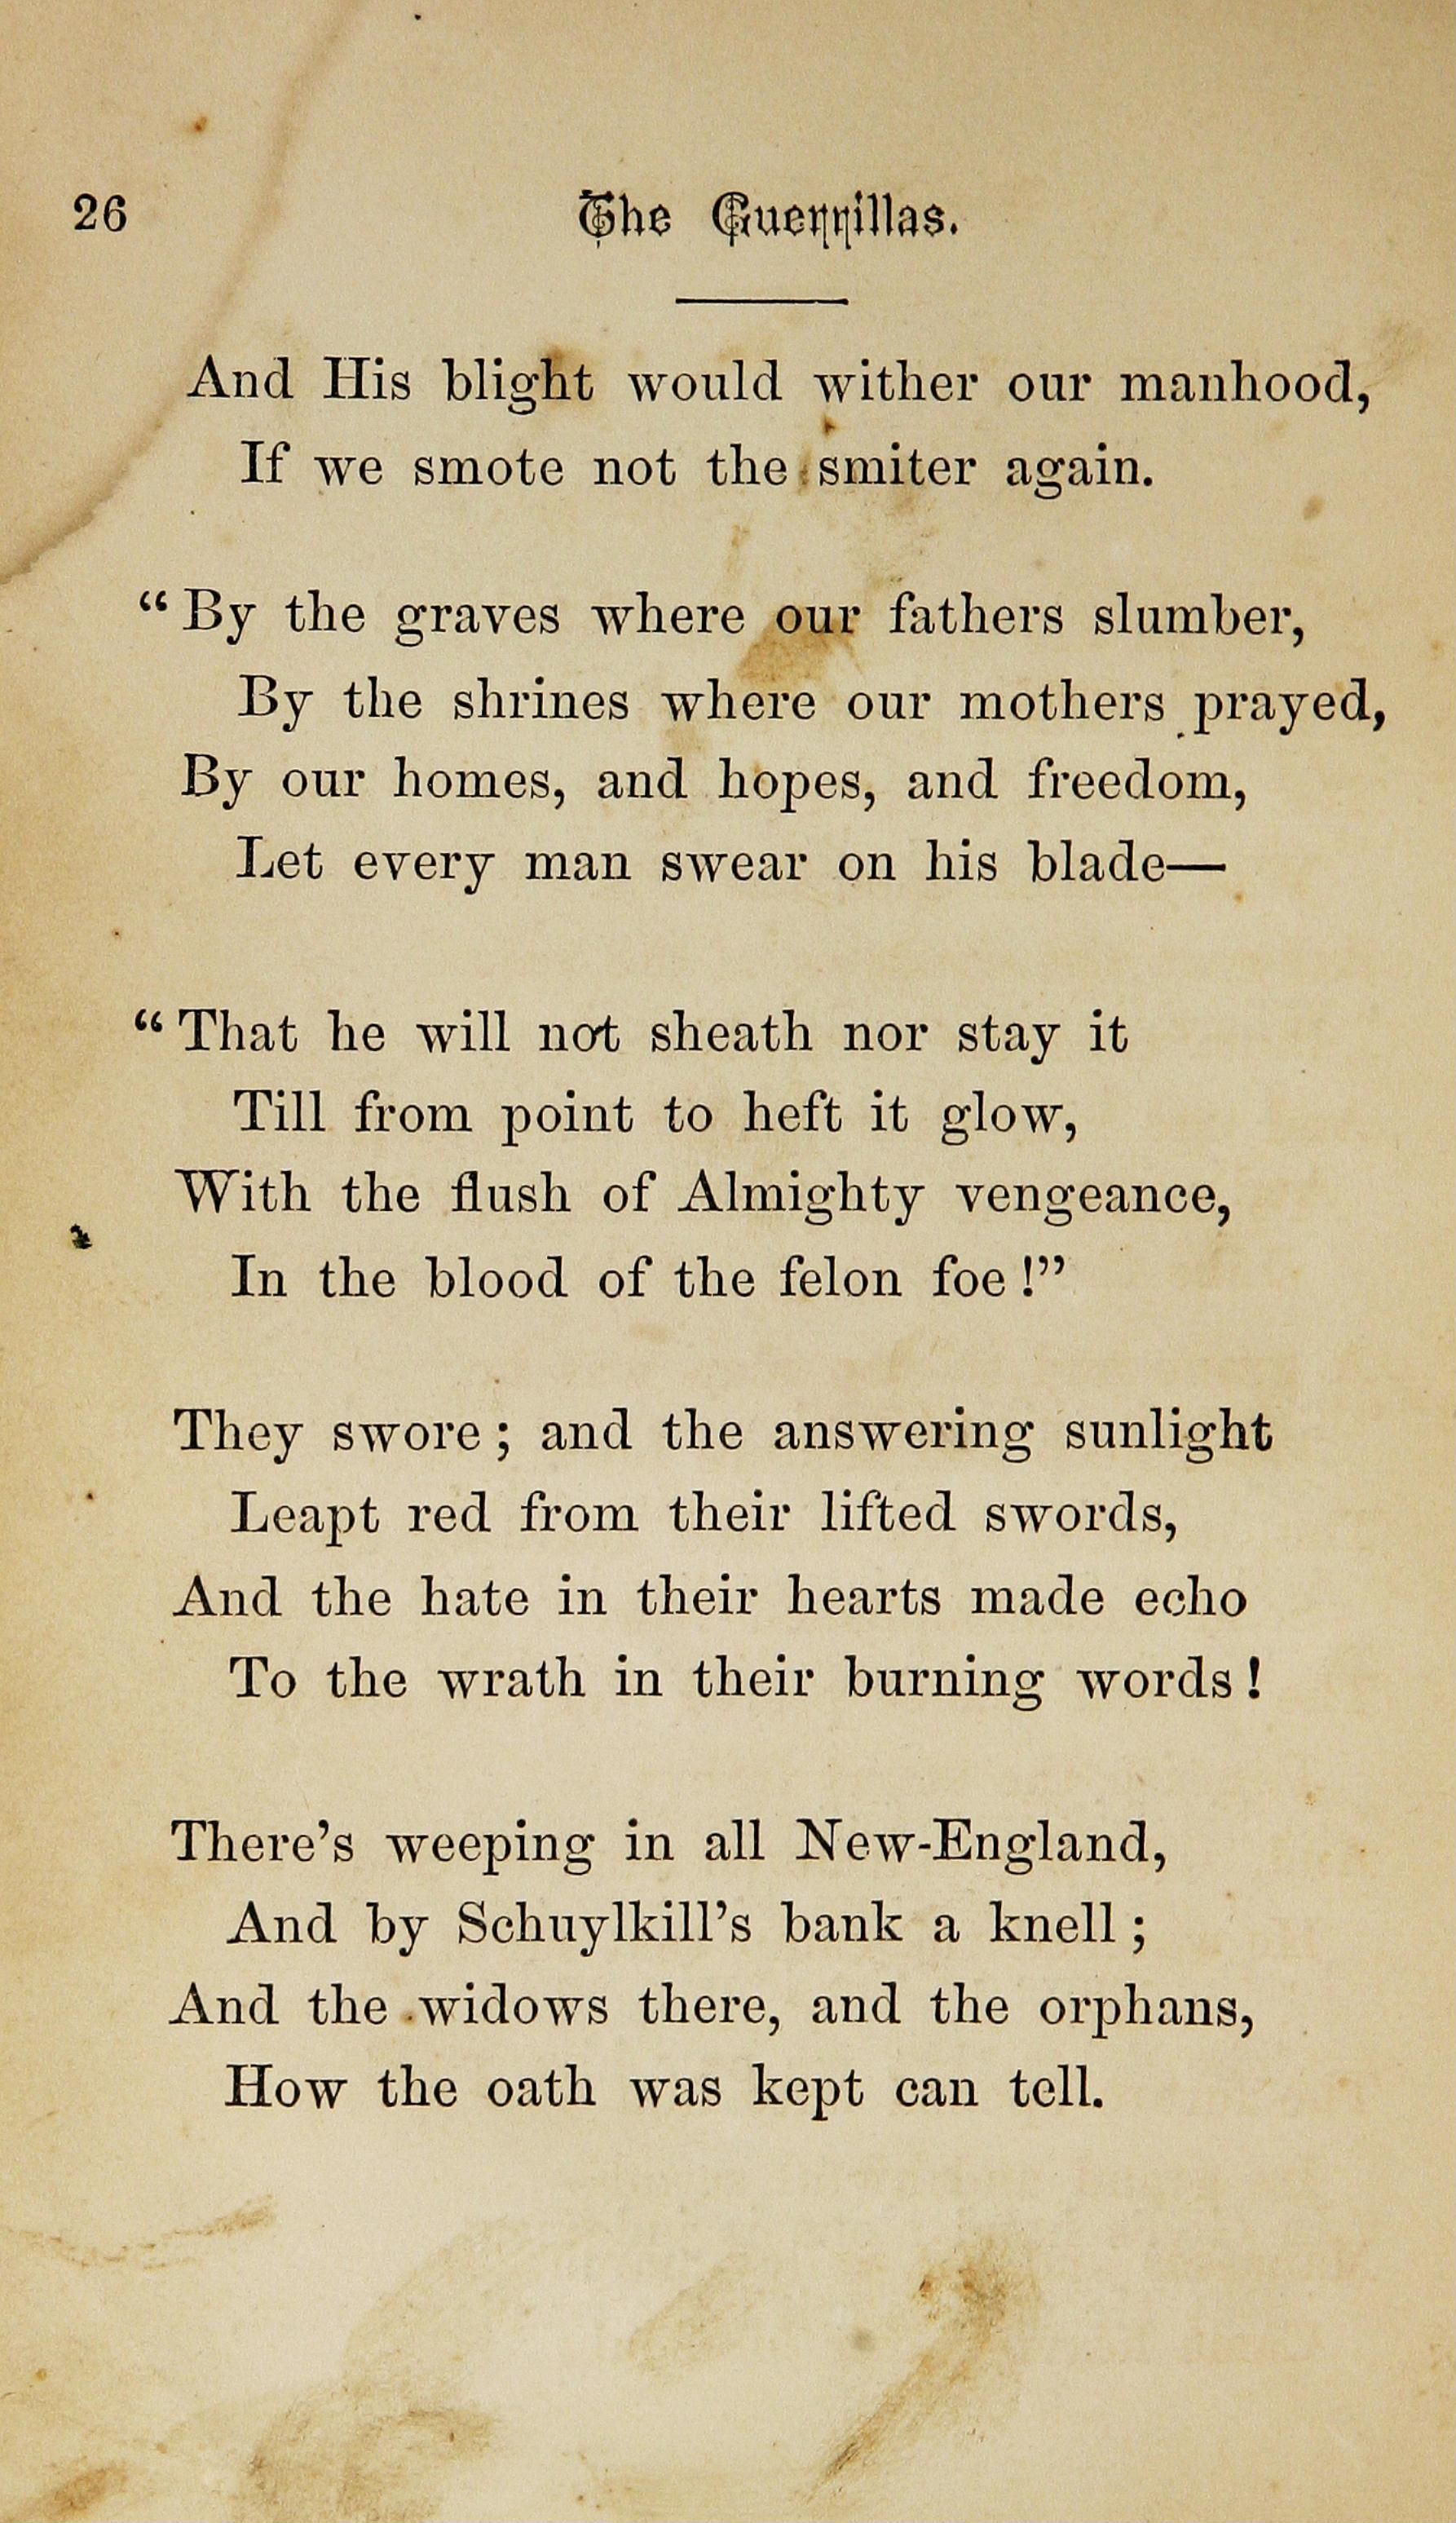 26
The Guerrillas.
And His blight would wither our manhood,
If we smote not the smiter again.
“By the graves where our fathers slumber,
By the shrines where our mothers prayed,
By our homes, and hopes, and freedom,
Let every man swear on his blade—
“That he will not sheath nor stay it
Till from point to heft it glow,
With the flush of Almighty vengeance,
In the blood of the felon foe!”
They swore; and the answering sunlight
Leapt red from their lifted swords,
And the hate in their hearts made echo
To the wrath in their burning words!
There’s weeping in all New-England,
And by Schuylkill’s bank a knell;
And the widows there, and the orphans,
How the oath was kept can tell.